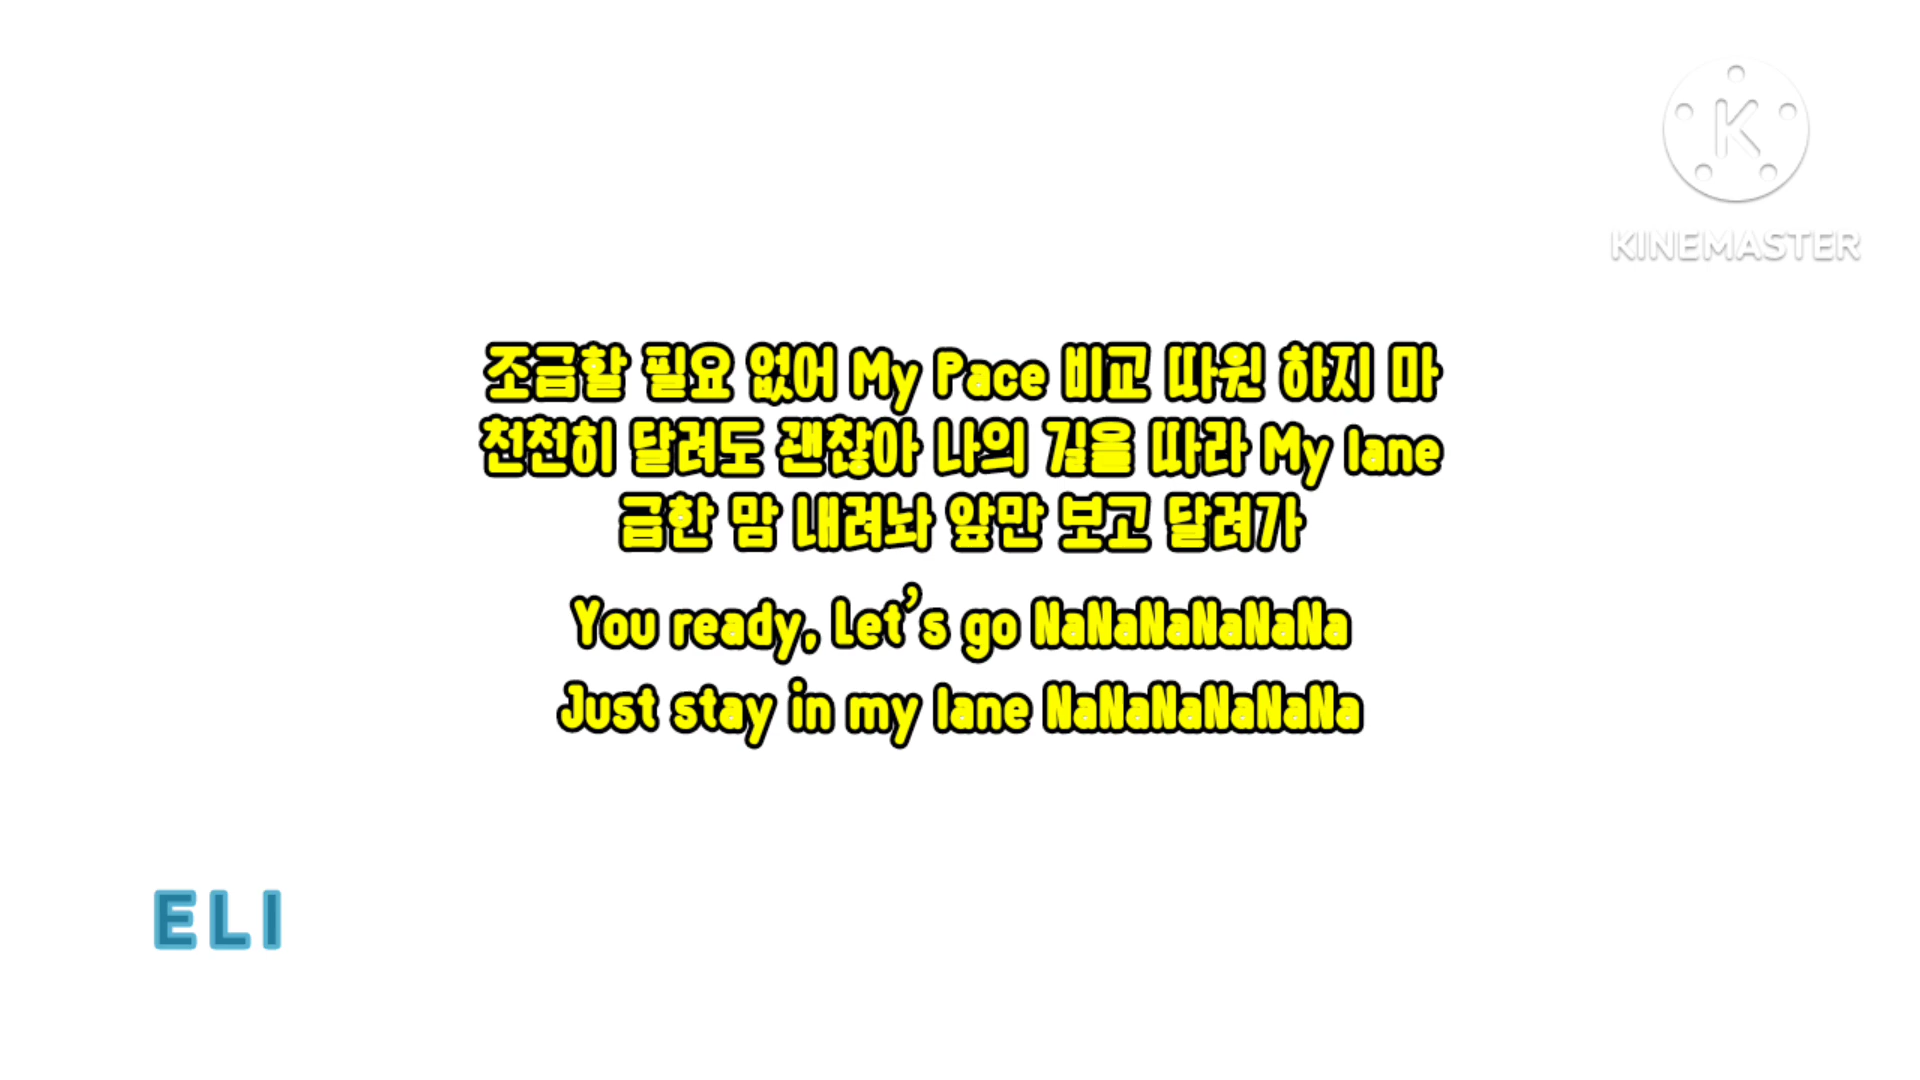 KINEMASTER
조급할 필요 없어 My Pace 비교 따윈 하지 마
천천히 달려도 괜찮아 나의 길을 따라 My lane
급한 맘 내려놔 앞만 보고 달려가
You ready, Let's go NaNaNaNaNaNa
Just stay in my lane NaNaNaNaNaNa
ELI